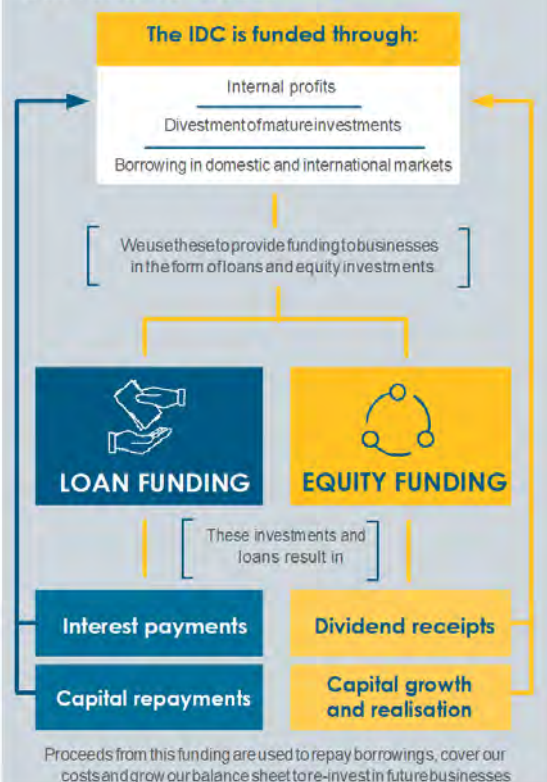 The IDC is funded through:
Internal profits
Divestment of mature investments
Borrowing in domestic and international markets
We use these to provide funding to businesses
in the form of loans and equity investments
LOAN FUNDING
EQUITY FUNDING
These investments and
loans result in
Interest payments
Dividend receipts
Capital repayments
Capital growth
and realisation
Proceeds from this funding are used to repay borrowings, cover our
costs and grow our balance sheet to re-invest in future businesses